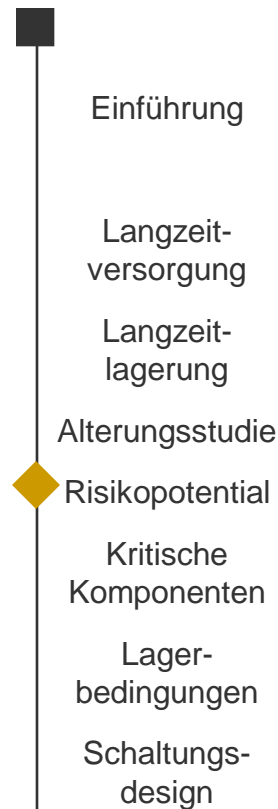 Einführung
Langzeit-
versorgung
Langzeit-
lagerung
Alterungsstudie
Risikopotential
Kritische
Komponenten
Lager-
bedingungen
Schaltungs-
design